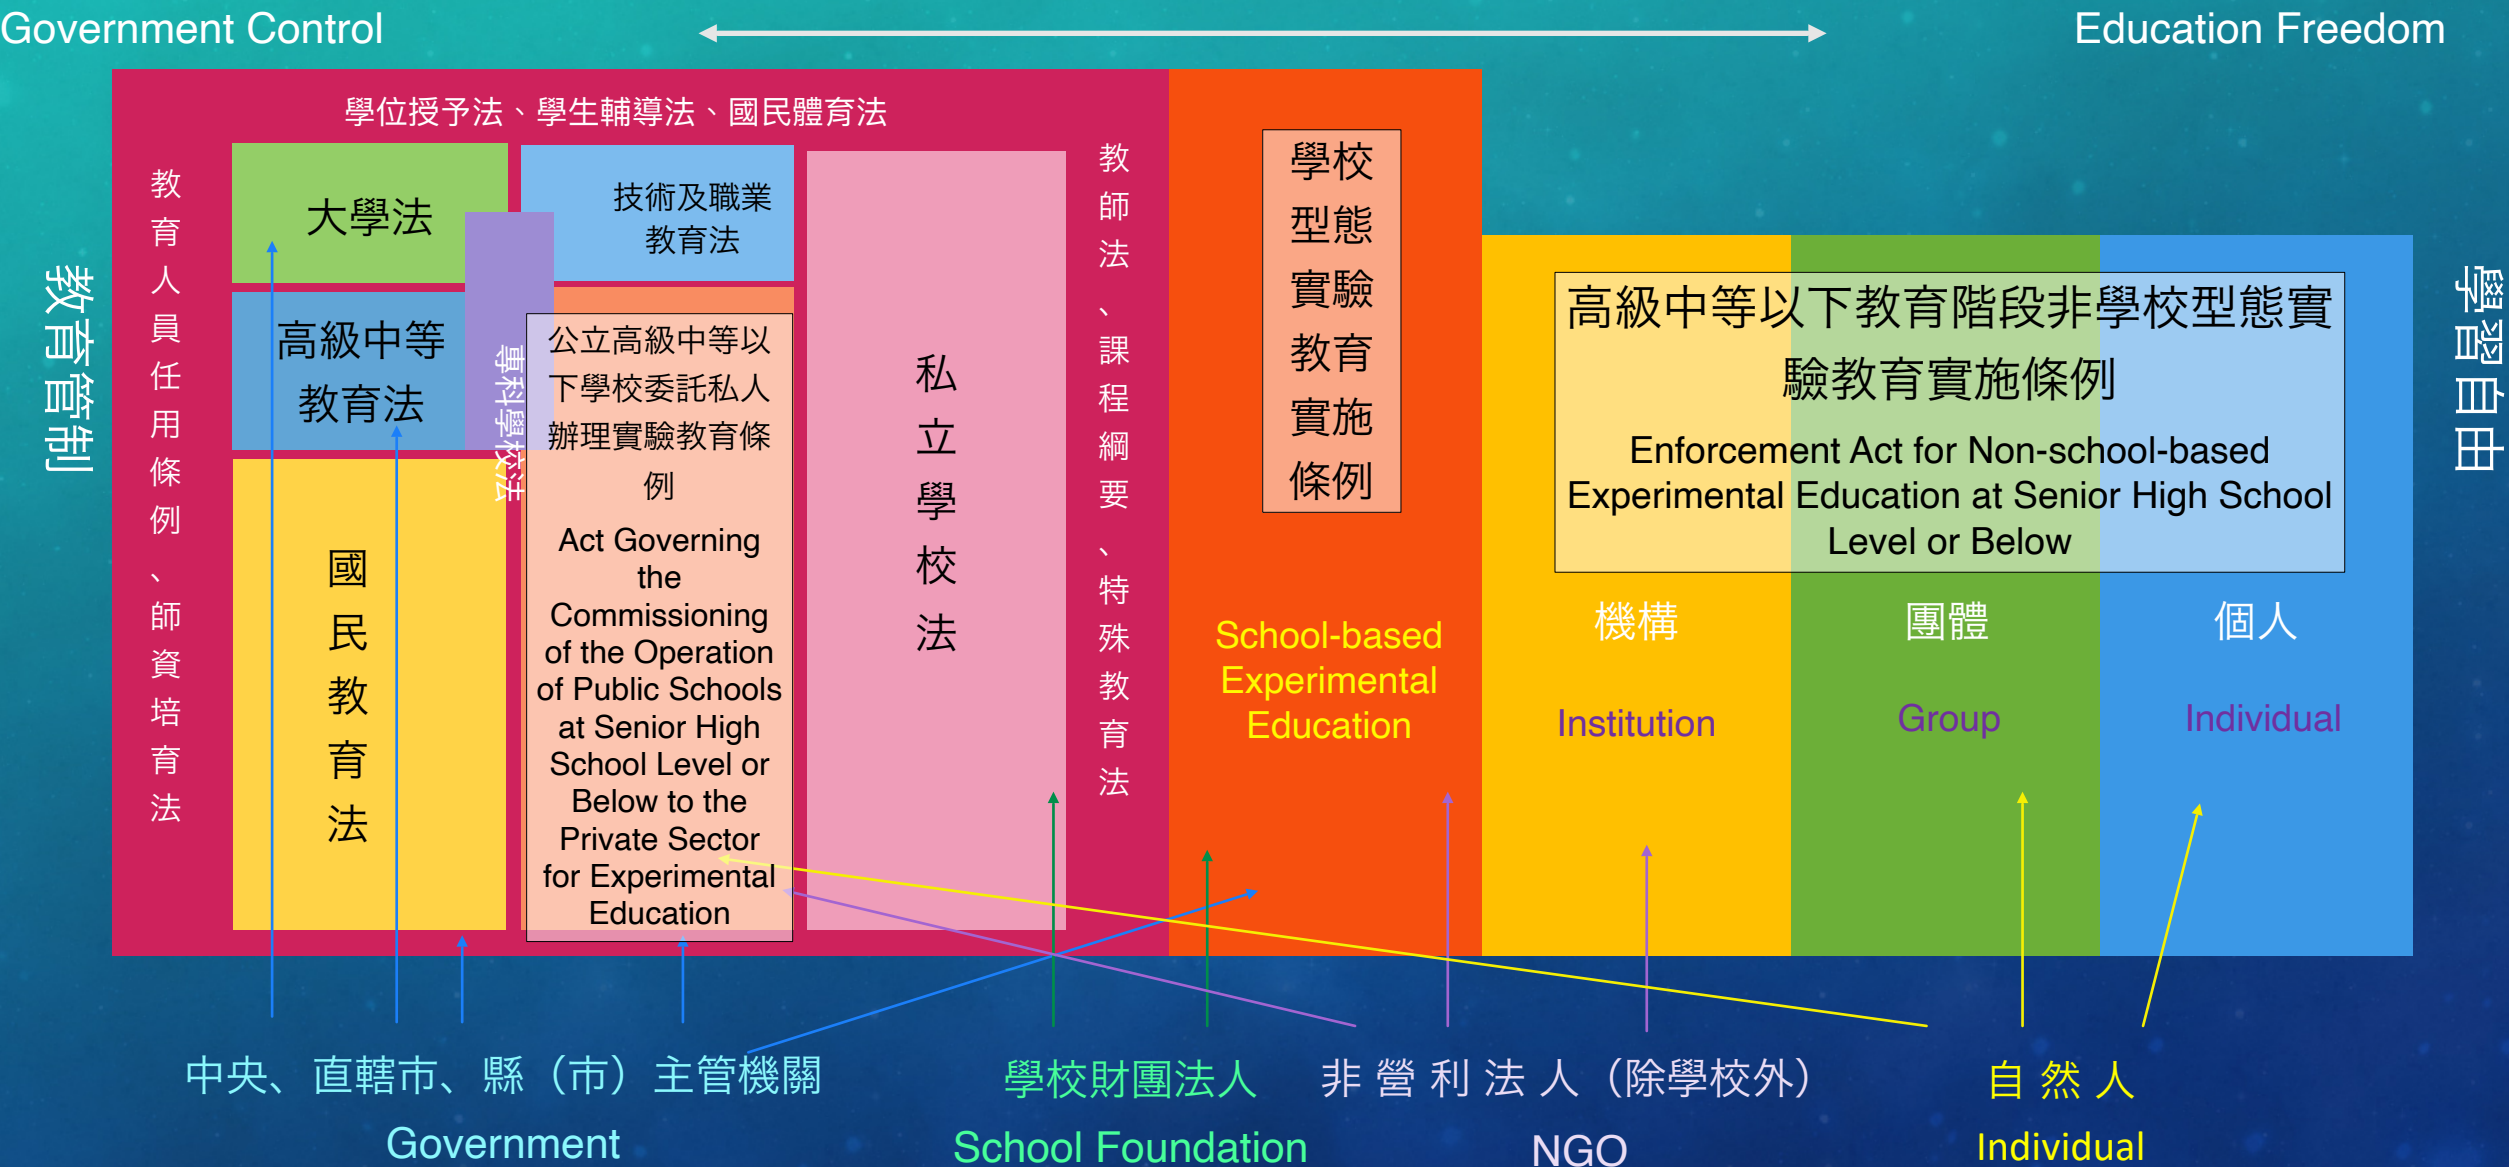 Government Control
Education Freedom
學位授予法、學生輔導法、國民體育法
教育管制
教育人員任用條例、師資培育法
大學法
技術及職業
教育法
高級中等
教育法
專科學校法
國民教育法
公立高級中等以
下學校委託私人
辦理實驗教育條
例
Act Governing
the
Commissioning
of the Operation
of Public Schools
at Senior High
School Level or
Below to the
Private Sector
for Experimental
Education
私立學校法
教師法、課程綱要、特殊教育法
學校
型態
實驗
教育
實施
條例
School-based
Experimental
Education
高級中等以下教育階段非學校型態實
驗教育實施條例
Enforcement Act for Non-school-based
Experimental Education at Senior High School
Level or Below
機構
Institution
團體
Group
個人
Individual
學習自由
中央、直轄市、縣（市）主管機關
Government
學校財團法人
School Foundation
非營利法人（除學校外）
NGO
自然人
Individual